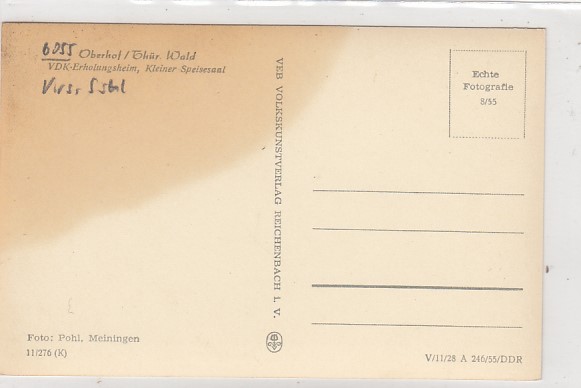 6055 Oberhof / Thür. Wald
VDK-Erholungsheim, Kleiner Speisesaal
VEB VOLKSKUNSTVERLAG REICHENBACH i. V.
Echte
Fotografie
8/55
Foto: Pohl, Meiningen
11/276 (K)
V/11/28 A 246/55/DDR